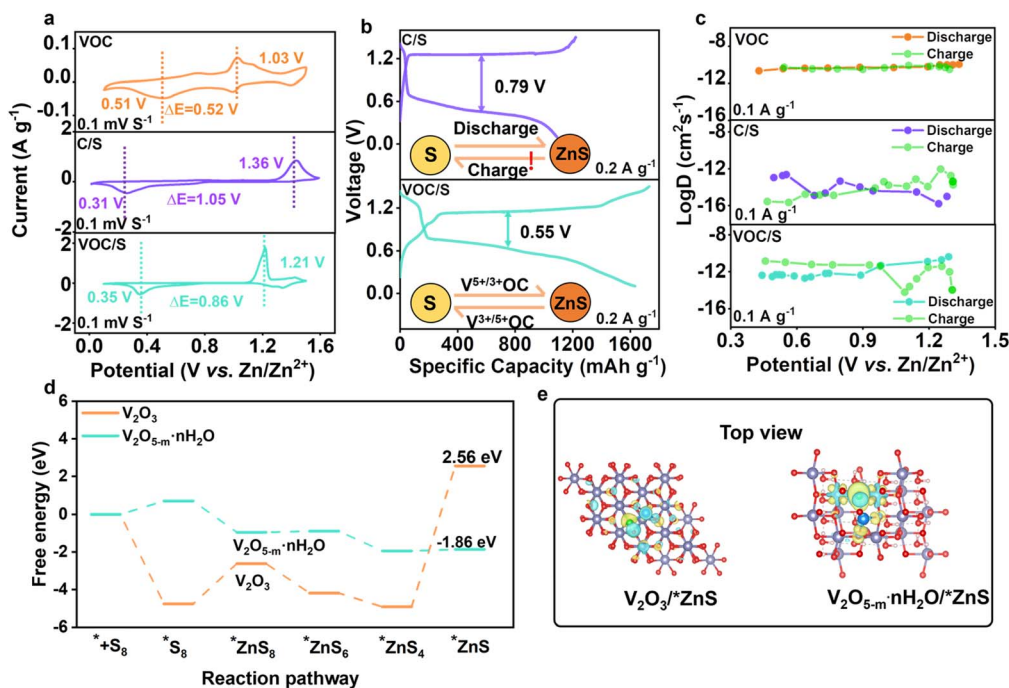 a
VOC
1.03 V
0.51 V
ΔE=0.52 V
0.1 mV S⁻¹
C/S
1.36 V
0.31 V
ΔE=1.05 V
0.1 mV S⁻¹
VOC/S
1.21 V
0.35 V
ΔE=0.86 V
0.1 mV S⁻¹
0.1
0.0
-0.1
2
0
-2
2
0
-2
0.0 0.4 0.8 1.2 1.6
Current (A g⁻¹)
Potential (V vs. Zn/Zn²⁺)
b
C/S
0.79 V
Discharge
S
ZnS
Charge
!
0.2 A g⁻¹
VOC/S
0.55 V
V⁵⁺/³⁺OC
S
ZnS
V³⁺/⁵⁺OC
0.2 A g⁻¹
1.2
0.6
0.0
1.2
0.6
0.0
0 400 800 1200 1600
Voltage (V)
Specific Capacity (mAh g⁻¹)
c
VOC
Discharge
Charge
0.1 A g⁻¹
C/S
Discharge
Charge
0.1 A g⁻¹
VOC/S
Discharge
Charge
0.1 A g⁻¹
-8
-12
-16
-8
-12
-16
-8
-12
-16
0.3 0.6 0.9 1.2 1.5
LogD (cm²s⁻¹)
Potential (V vs. Zn/Zn²⁺)
d
V₂O₃
V₂O₅₋ₘ·nH₂O
2.56 eV
-1.86 eV
V₂O₅₋ₘ·nH₂O
V₂O₃
6
4
2
0
-2
-4
-6
*+S₈ *S₈ *ZnS₈ *ZnS₆ *ZnS₄ *ZnS
Free energy (eV)
Reaction pathway
e
Top view
V₂O₃/*ZnS
V₂O₅₋ₘ·nH₂O/*ZnS